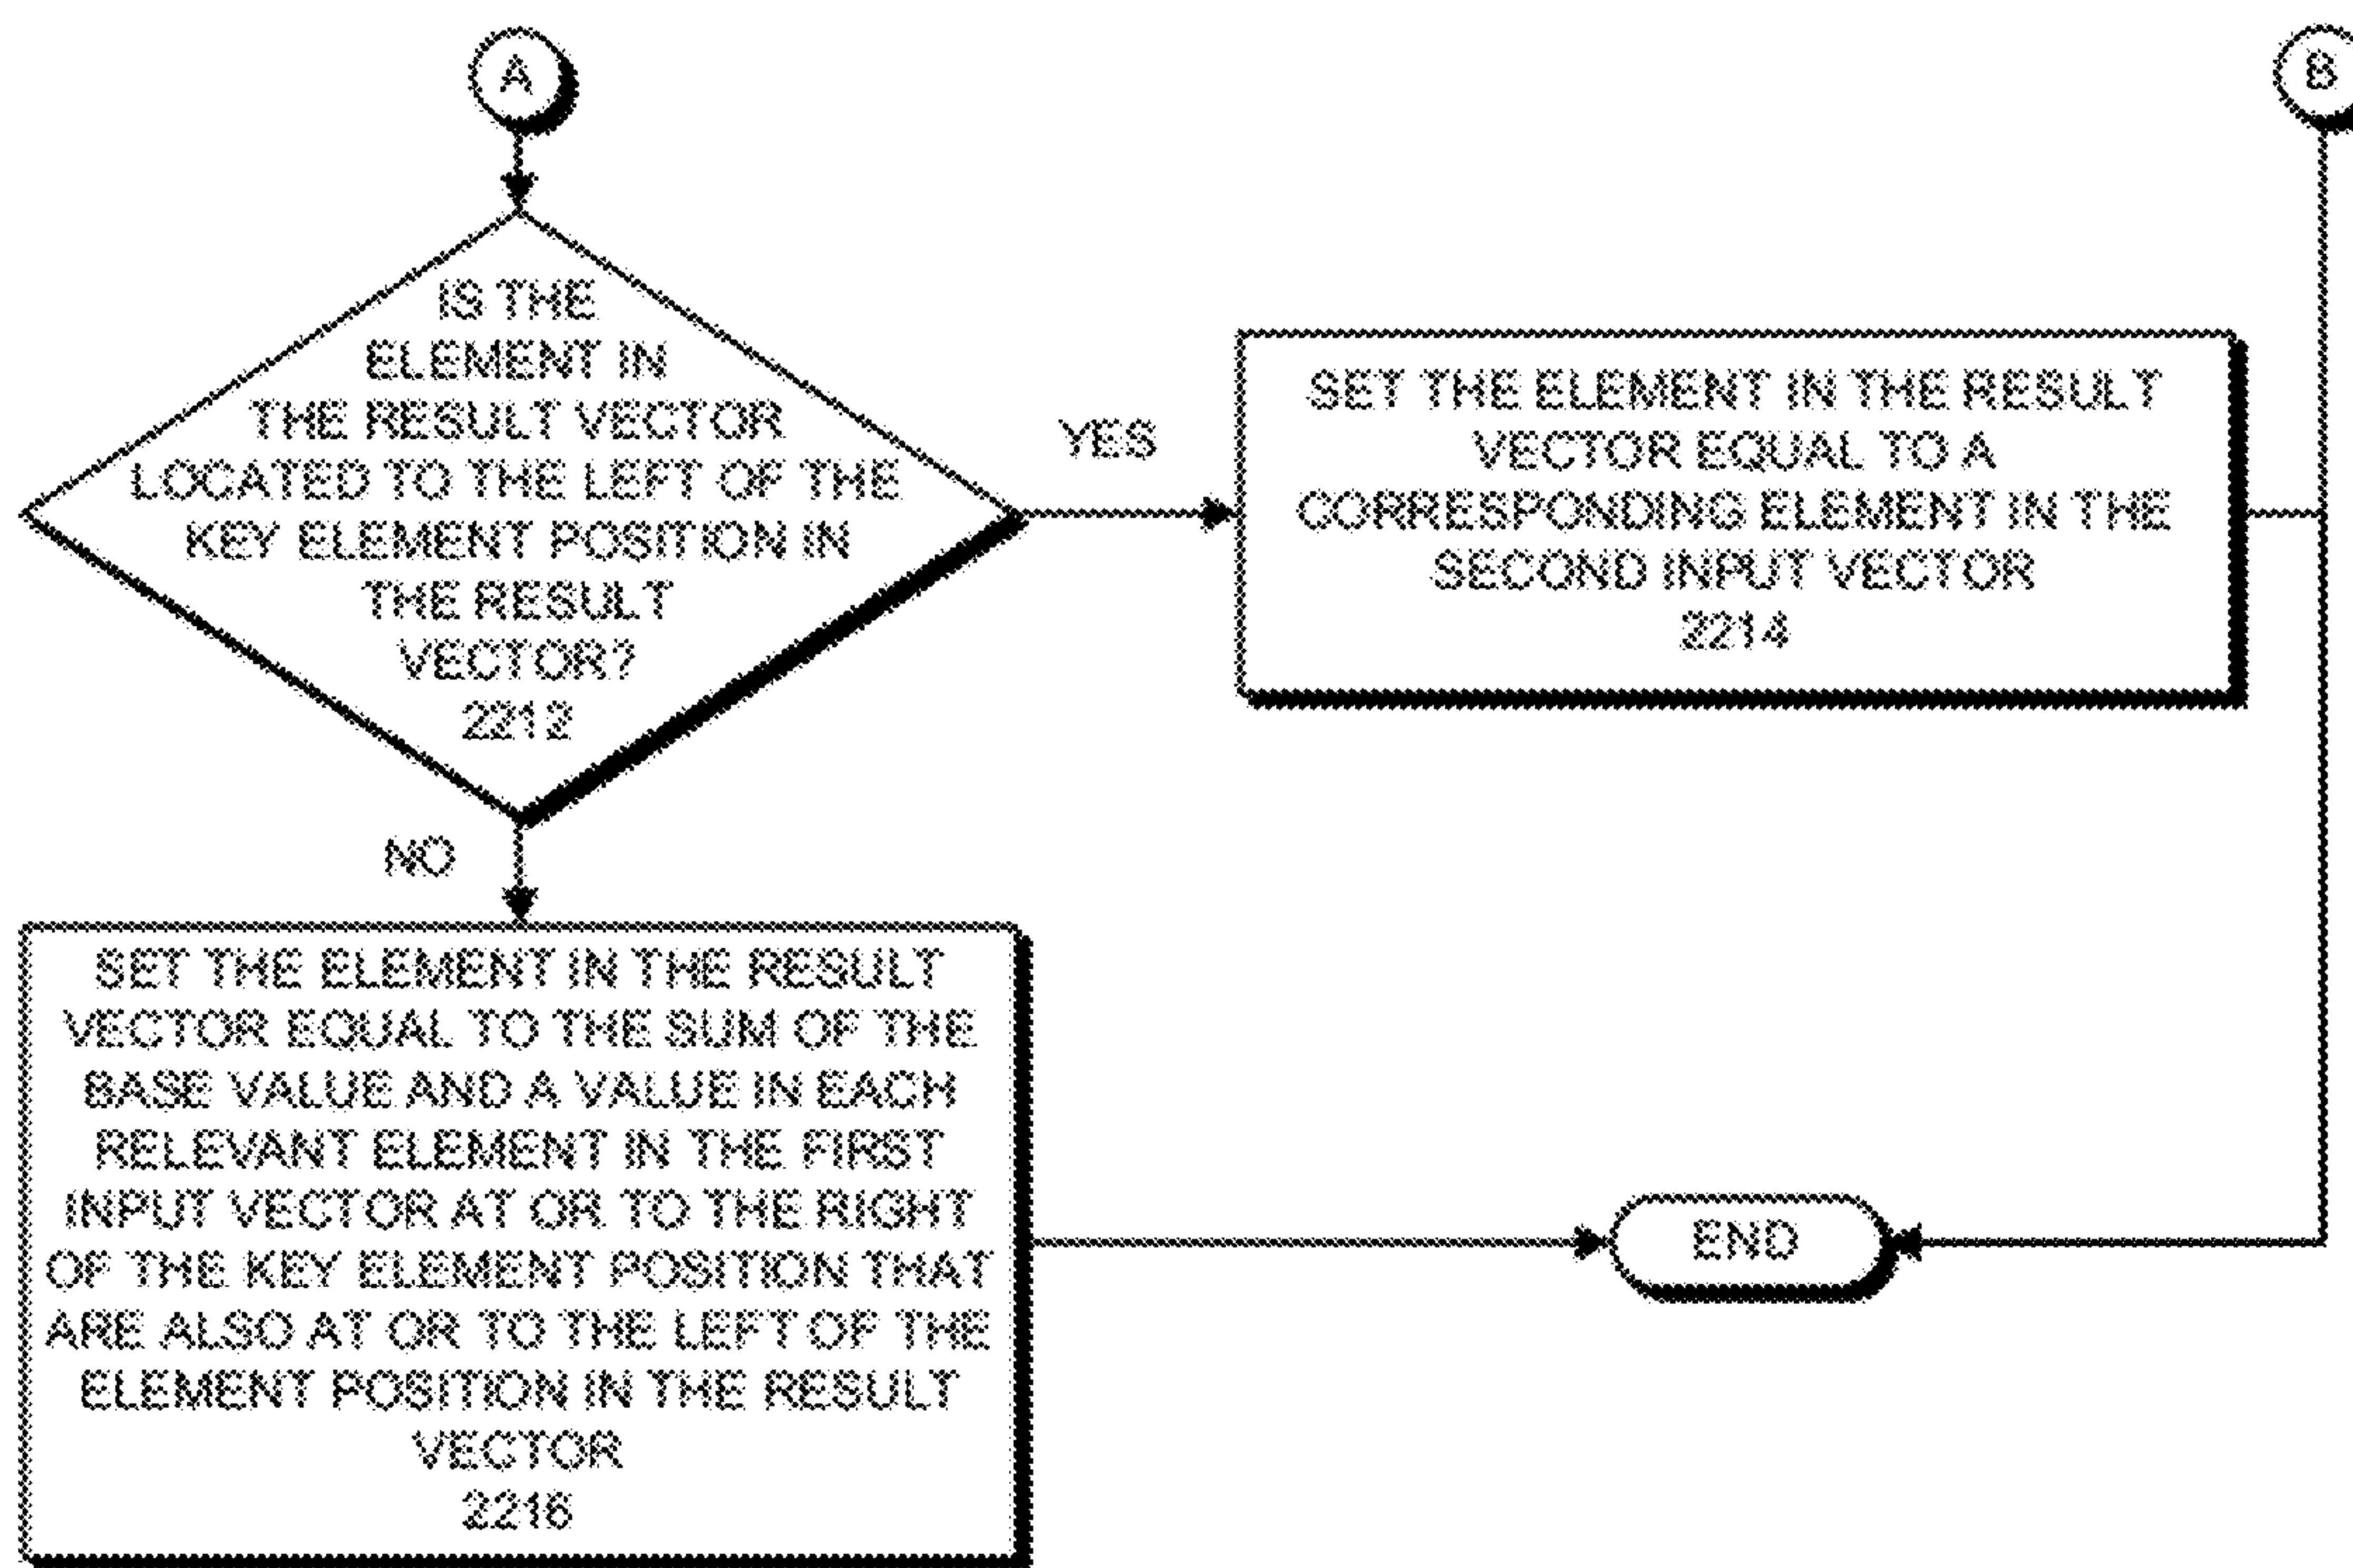 A
B
IS THE
ELEMENT IN
THE RESULT VECTOR
LOCATED TO THE LEFT OF THE
KEY ELEMENT POSITION IN
THE RESULT
VECTOR?
2212
YES
SET THE ELEMENT IN THE RESULT
VECTOR EQUAL TO A
CORRESPONDING ELEMENT IN THE
SECOND INPUT VECTOR
2214
NO
SET THE ELEMENT IN THE RESULT
VECTOR EQUAL TO THE SUM OF THE
BASE VALUE AND A VALUE IN EACH
RELEVANT ELEMENT IN THE FIRST
INPUT VECTOR AT OR TO THE RIGHT
OF THE KEY ELEMENT POSITION THAT
ARE ALSO AT OR TO THE LEFT OF THE
ELEMENT POSITION IN THE RESULT
VECTOR
2216
END